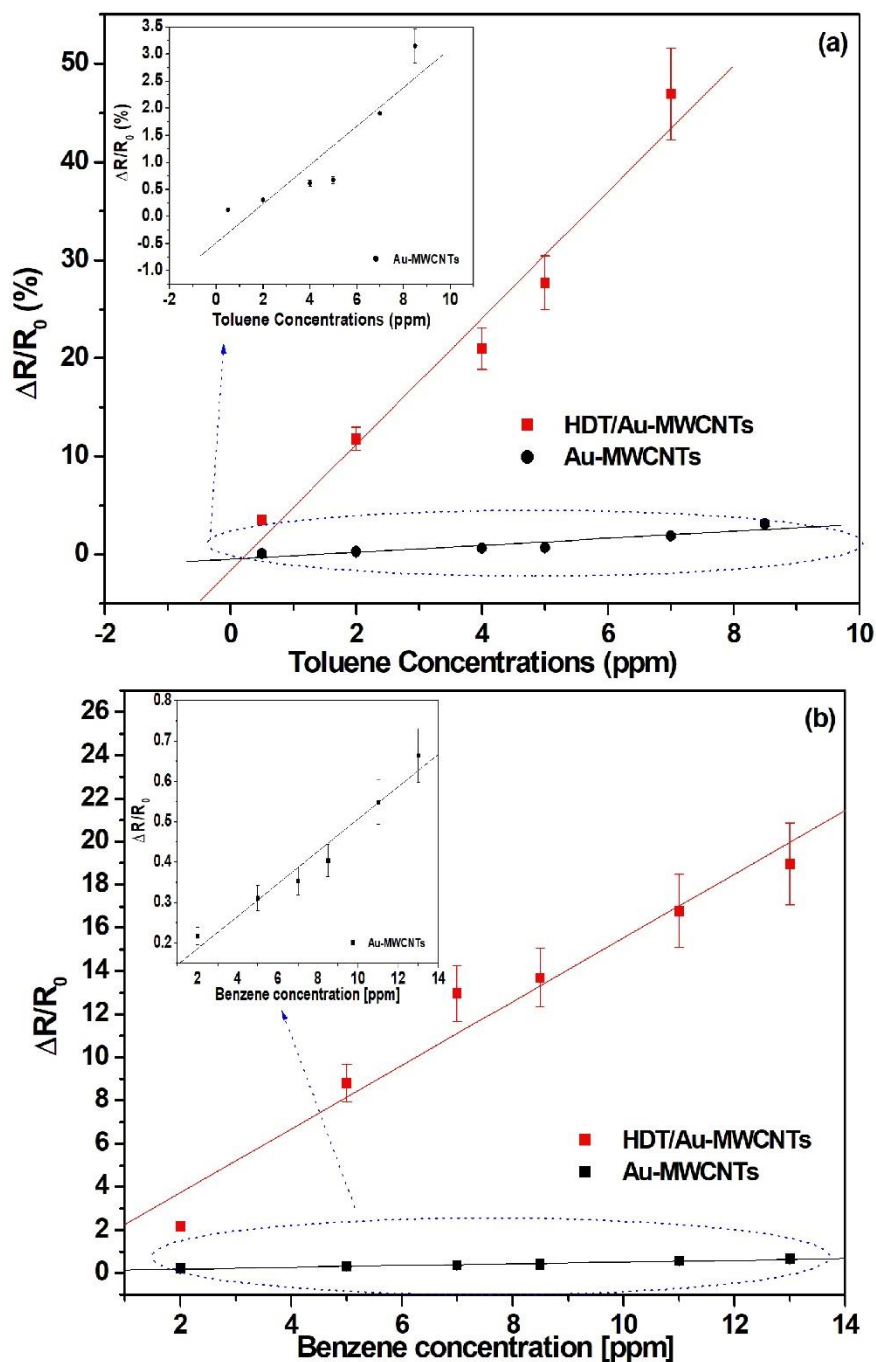 (a)
50
40
30
20
10
0
ΔR/R0 (%)
-2 0 2 4 6 8 10
Toluene Concentrations (ppm)
HDT/Au-MWCNTs
Au-MWCNTs
3.5
3.0
2.5
2.0
1.5
1.0
0.5
0.0
-0.5
-1.0
ΔR/R0 (%)
Au-MWCNTs
-2 0 2 4 6 8 10
Toluene Concentrations (ppm)
(b)
26
24
22
20
18
16
14
12
10
8
6
4
2
0
ΔR/R0
0.8
0.7
0.6
0.5
0.4
0.3
0.2
ΔR/R0
Au-MWCNTs
2 4 6 8 10 12 14
Benzene concentration [ppm]
HDT/Au-MWCNTs
Au-MWCNTs
2 4 6 8 10 12 14
Benzene concentration [ppm]